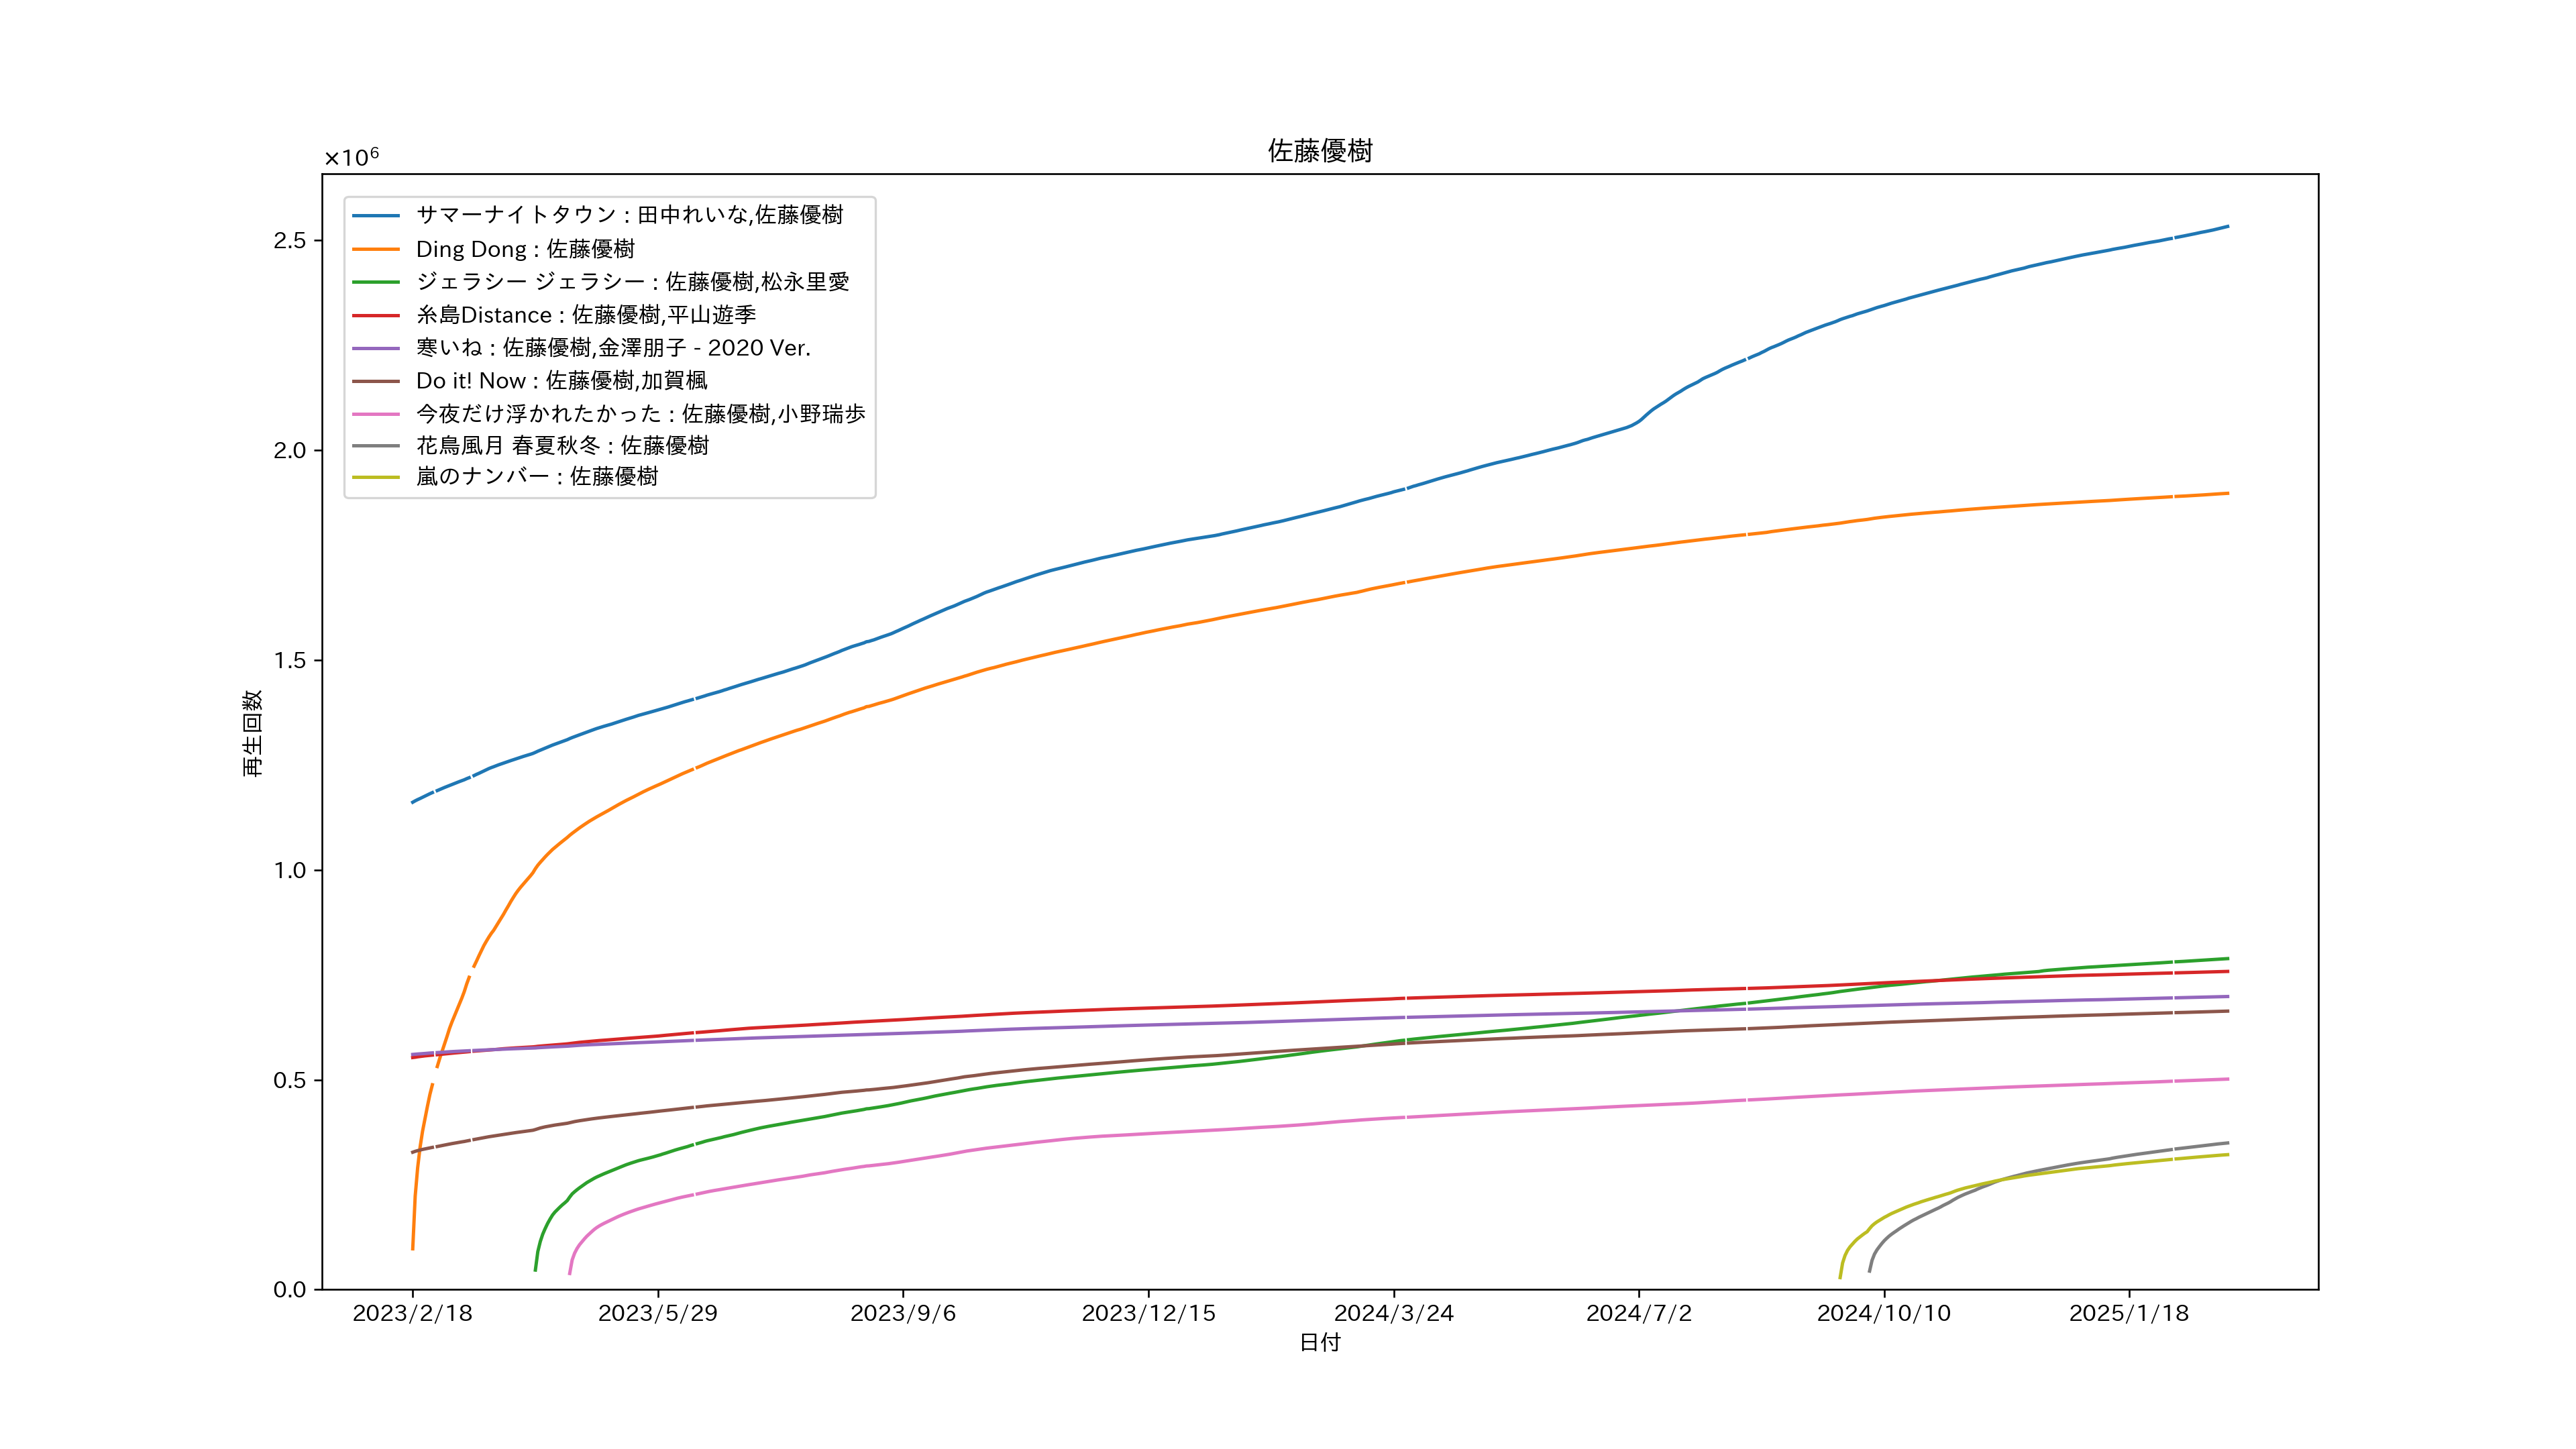 佐藤優樹
×10⁶
サマーナイトタウン : 田中れいな,佐藤優樹
Ding Dong : 佐藤優樹
ジェラシー ジェラシー : 佐藤優樹,松永里愛
糸島Distance : 佐藤優樹,平山遊季
寒いね : 佐藤優樹,金澤朋子 - 2020 Ver.
Do it! Now : 佐藤優樹,加賀楓
今夜だけ浮かれたかった : 佐藤優樹,小野瑞歩
花鳥風月 春夏秋冬 : 佐藤優樹
嵐のナンバー : 佐藤優樹
2.5
2.0
1.5
1.0
0.5
0.0
再生回数
2023/2/18 2023/5/29 2023/9/6 2023/12/15 2024/3/24 2024/7/2 2024/10/10 2025/1/18
日付